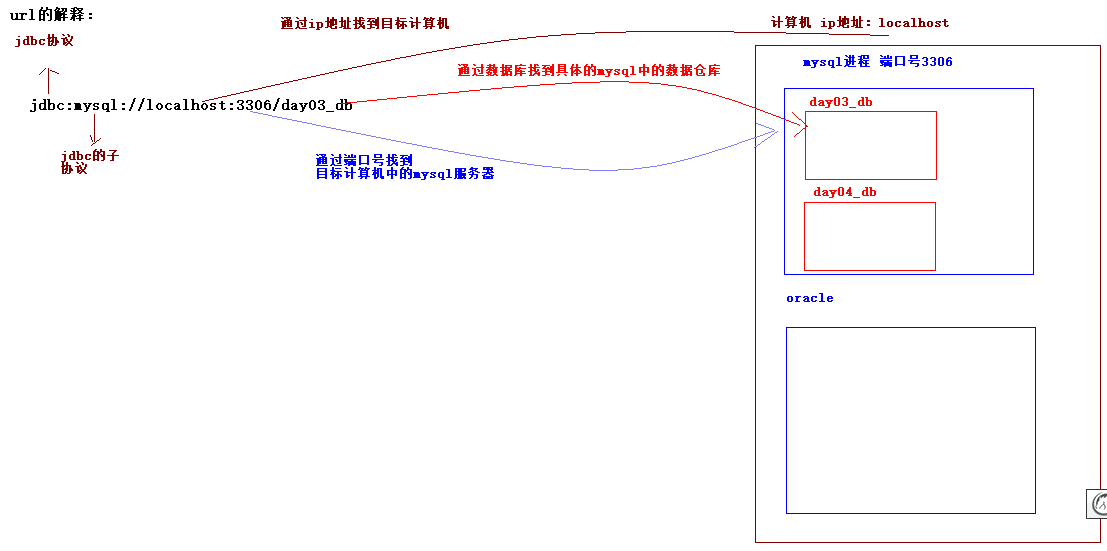 url的解释：
jdbc协议
通过ip地址找到目标计算机
计算机 ip地址：localhost
mysql进程 端口号3306
通过数据库找到具体的mysql中的数据仓库
jdbc:mysql://localhost:3306/day03_db
day03_db
jdbc的子
协议
通过端口号找到
目标计算机中的mysql服务器
day04_db
oracle